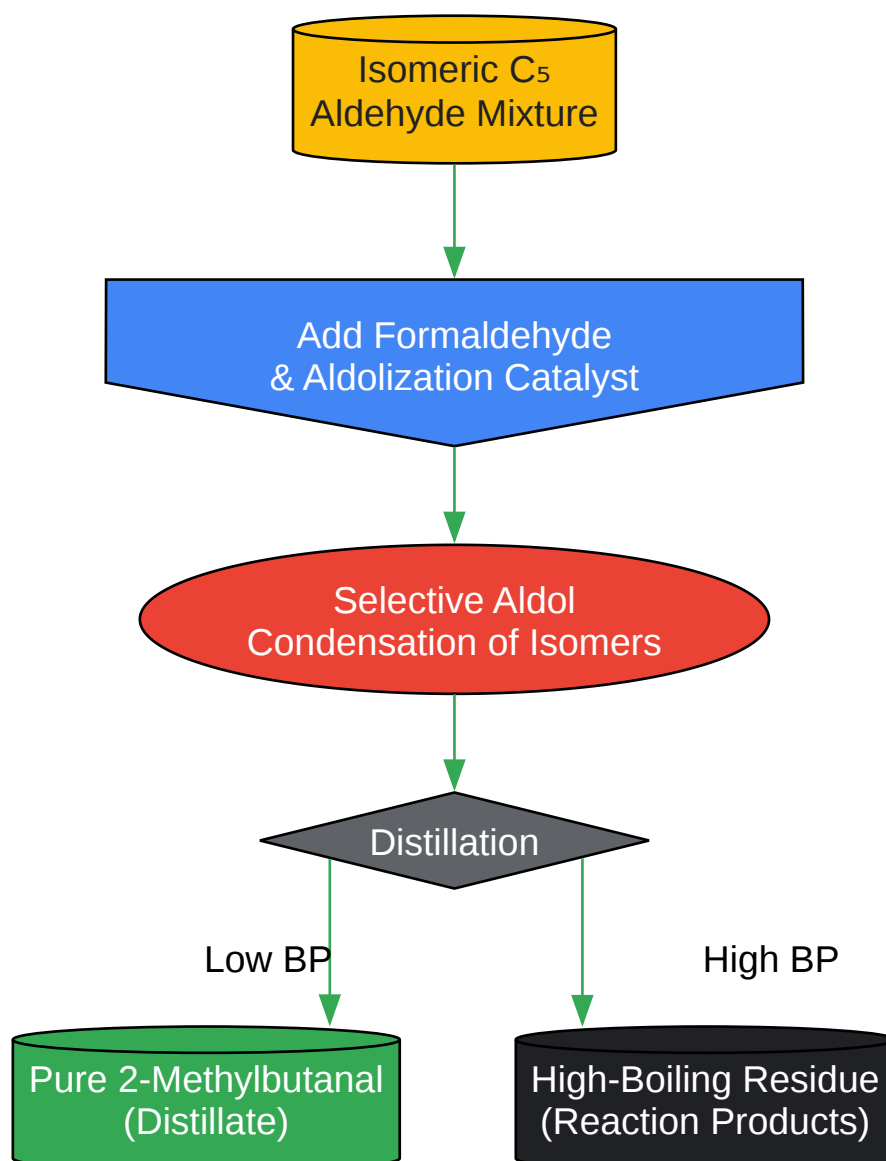 Isomeric C₅
Aldehyde Mixture
Add Formaldehyde
& Aldolization Catalyst
Selective Aldol
Condensation of Isomers
Distillation
Low BP
High BP
Pure 2-Methylbutanal
(Distillate)
High-Boiling Residue
(Reaction Products)